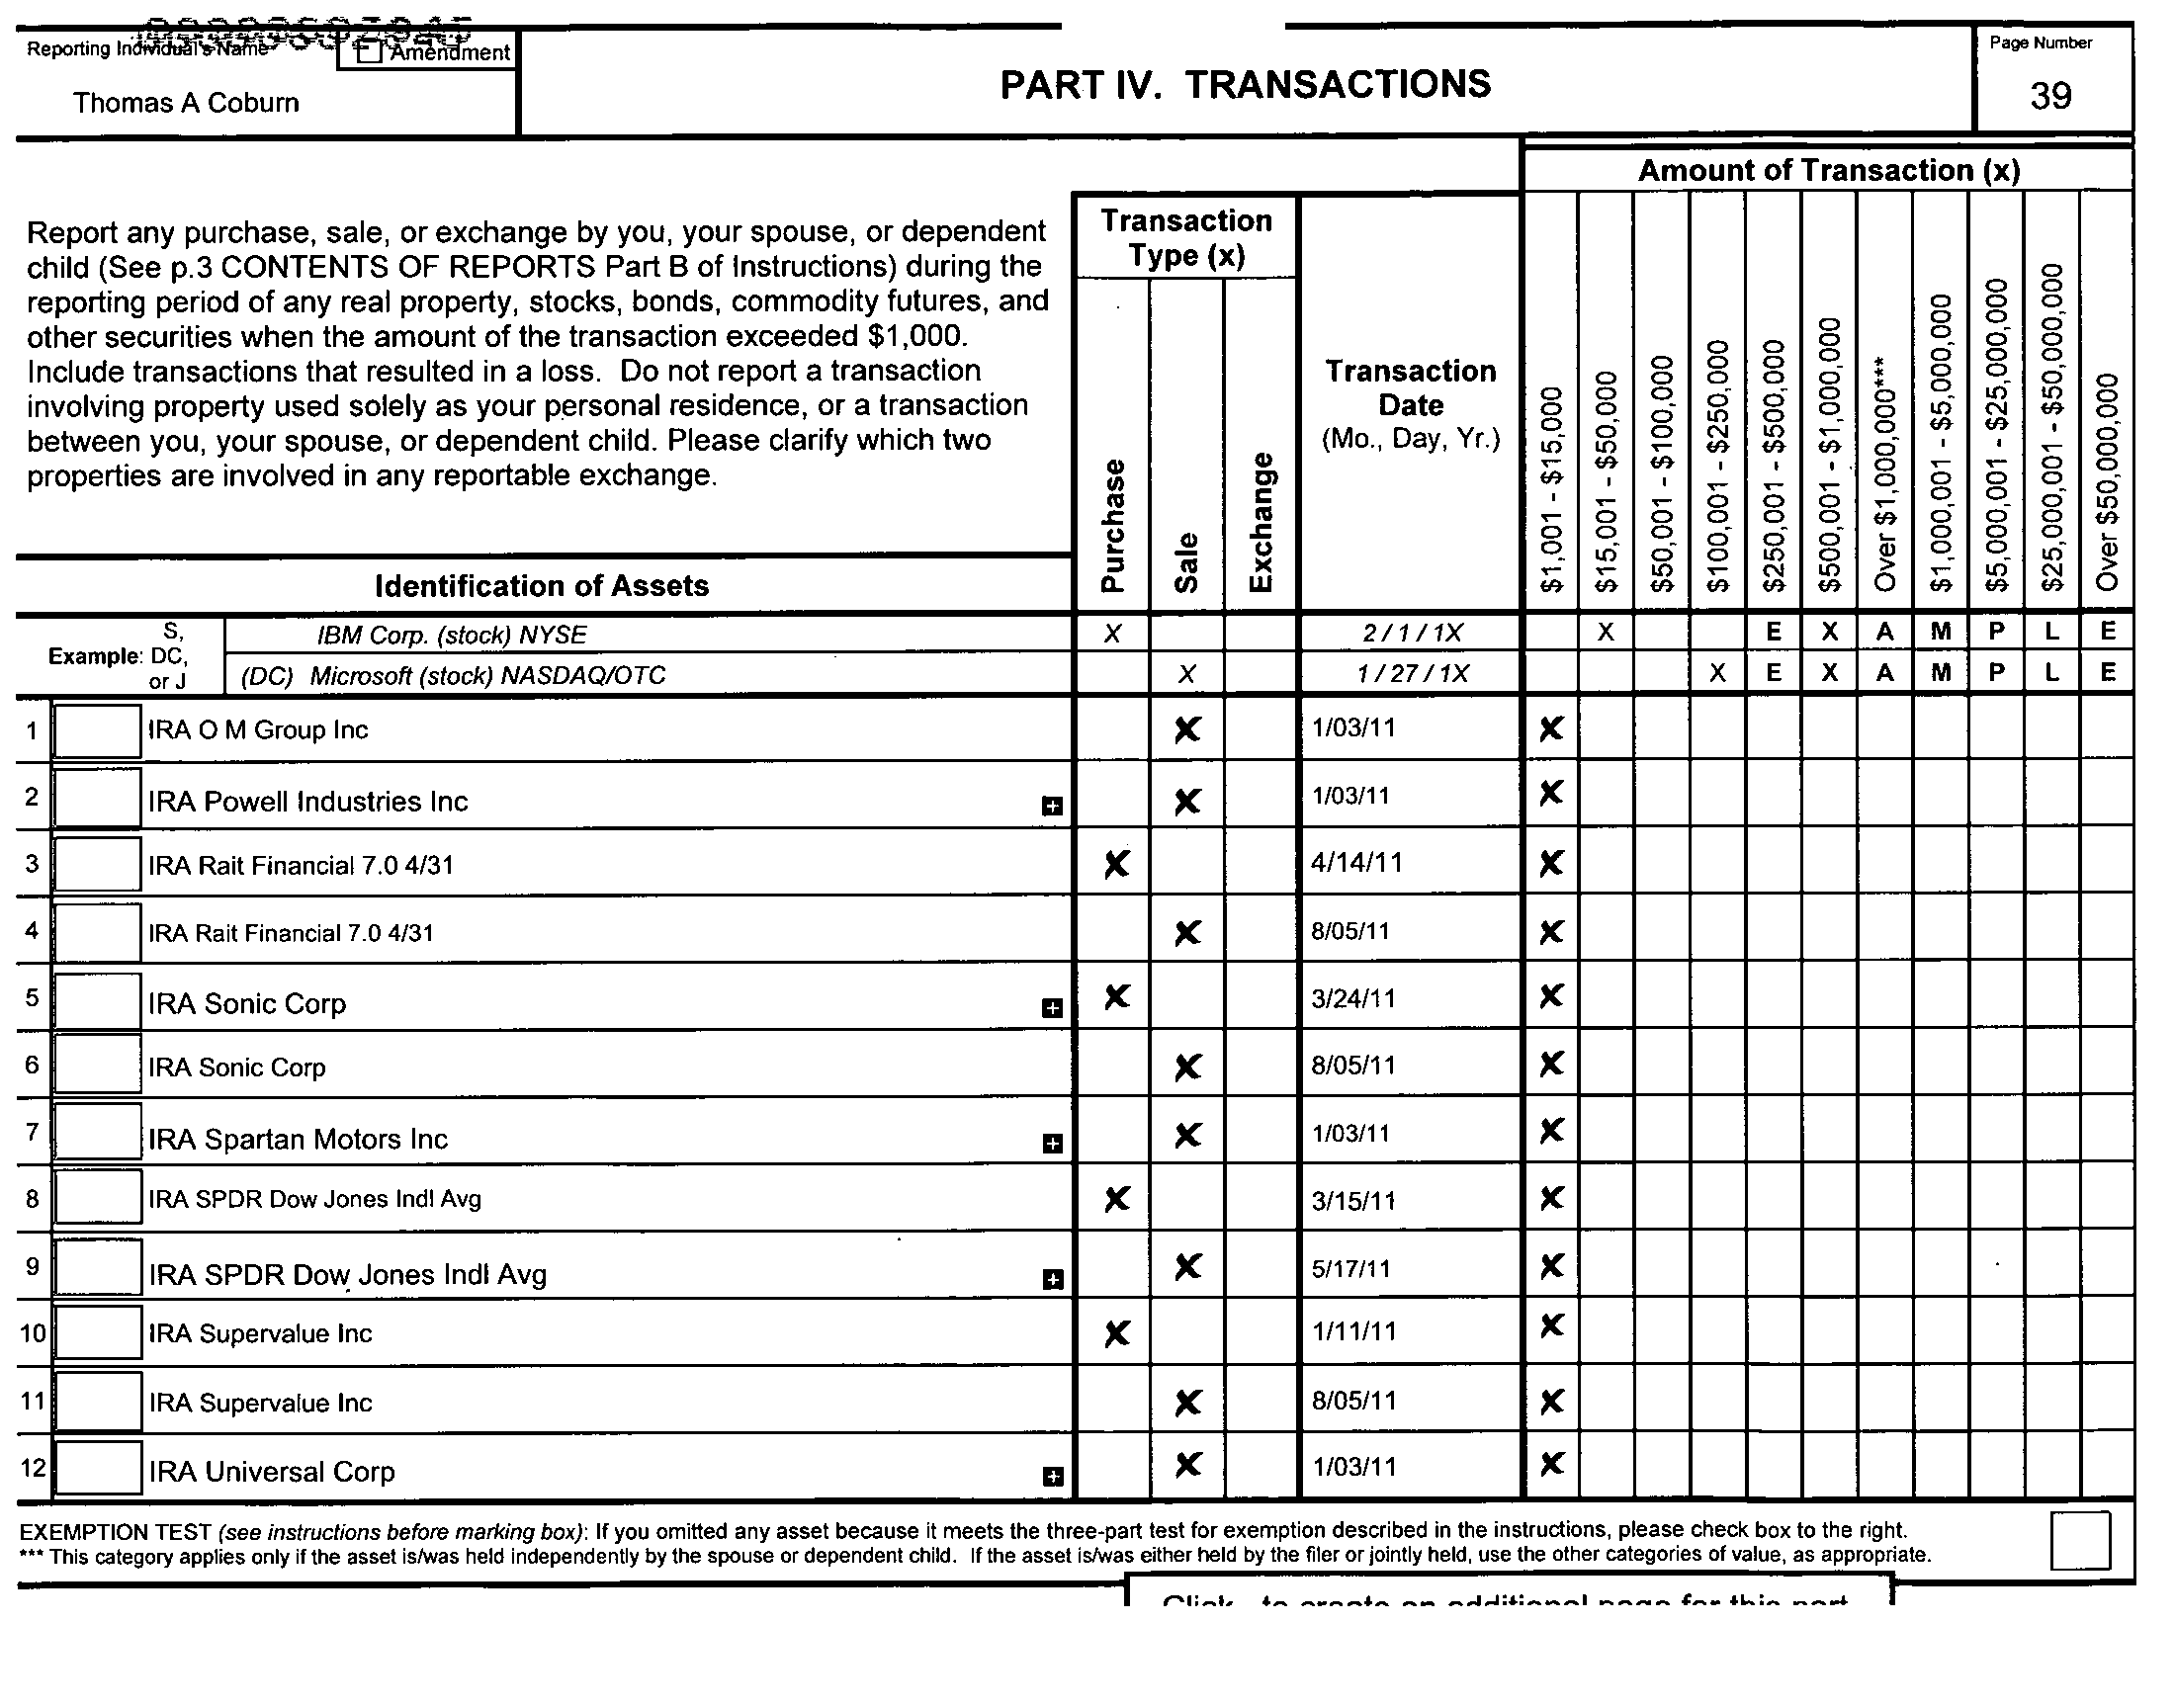 Reporting Individual's Name
Amendment
Thomas A Coburn
PART IV. TRANSACTIONS
Page Number
39
Amount of Transaction (x)
Report any purchase, sale, or exchange by you, your spouse, or dependent
child (See p.3 CONTENTS OF REPORTS Part B of Instructions) during the
reporting period of any real property, stocks, bonds, commodity futures, and
other securities when the amount of the transaction exceeded $1,000.
Include transactions that resulted in a loss. Do not report a transaction
involving property used solely as your personal residence, or a transaction
between you, your spouse, or dependent child. Please clarify which two
properties are involved in any reportable exchange.
Transaction
Type (x)
Purchase
Sale
Exchange
Transaction
Date
(Mo., Day, Yr.)
$1,001 - $15,000
$15,001 - $50,000
$50,001 - $100,000
$100,001 - $250,000
$250,001 - $500,000
$500,001 - $1,000,000
Over $1,000,000***
$1,000,001 - $5,000,000
$5,000,001 - $25,000,000
$25,000,001 - $50,000,000
Over $50,000,000
Identification of Assets
Example: S, DC, or J
IBM Corp. (stock) NYSE X 2 / 1 / 1X X E X A M P L E
(DC) Microsoft (stock) NASDAQ/OTC X 1 / 27 / 1X X E X A M P L E
1 IRA O M Group Inc X 1/03/11 X
2 IRA Powell Industries Inc + X 1/03/11 X
3 IRA Rait Financial 7.0 4/31 X 4/14/11 X
4 IRA Rait Financial 7.0 4/31 X 8/05/11 X
5 IRA Sonic Corp + X 3/24/11 X
6 IRA Sonic Corp X 8/05/11 X
7 IRA Spartan Motors Inc + X 1/03/11 X
8 IRA SPDR Dow Jones Indl Avg X 3/15/11 X
9 IRA SPDR Dow Jones Indl Avg + X 5/17/11 X
10 IRA Supervalue Inc X 1/11/11 X
11 IRA Supervalue Inc X 8/05/11 X
12 IRA Universal Corp + X 1/03/11 X
EXEMPTION TEST (see instructions before marking box): If you omitted any asset because it meets the three-part test for exemption described in the instructions, please check box to the right.
*** This category applies only if the asset is/was held independently by the spouse or dependent child. If the asset is/was either held by the filer or jointly held, use the other categories of value, as appropriate.
Click to create an additional page for this part